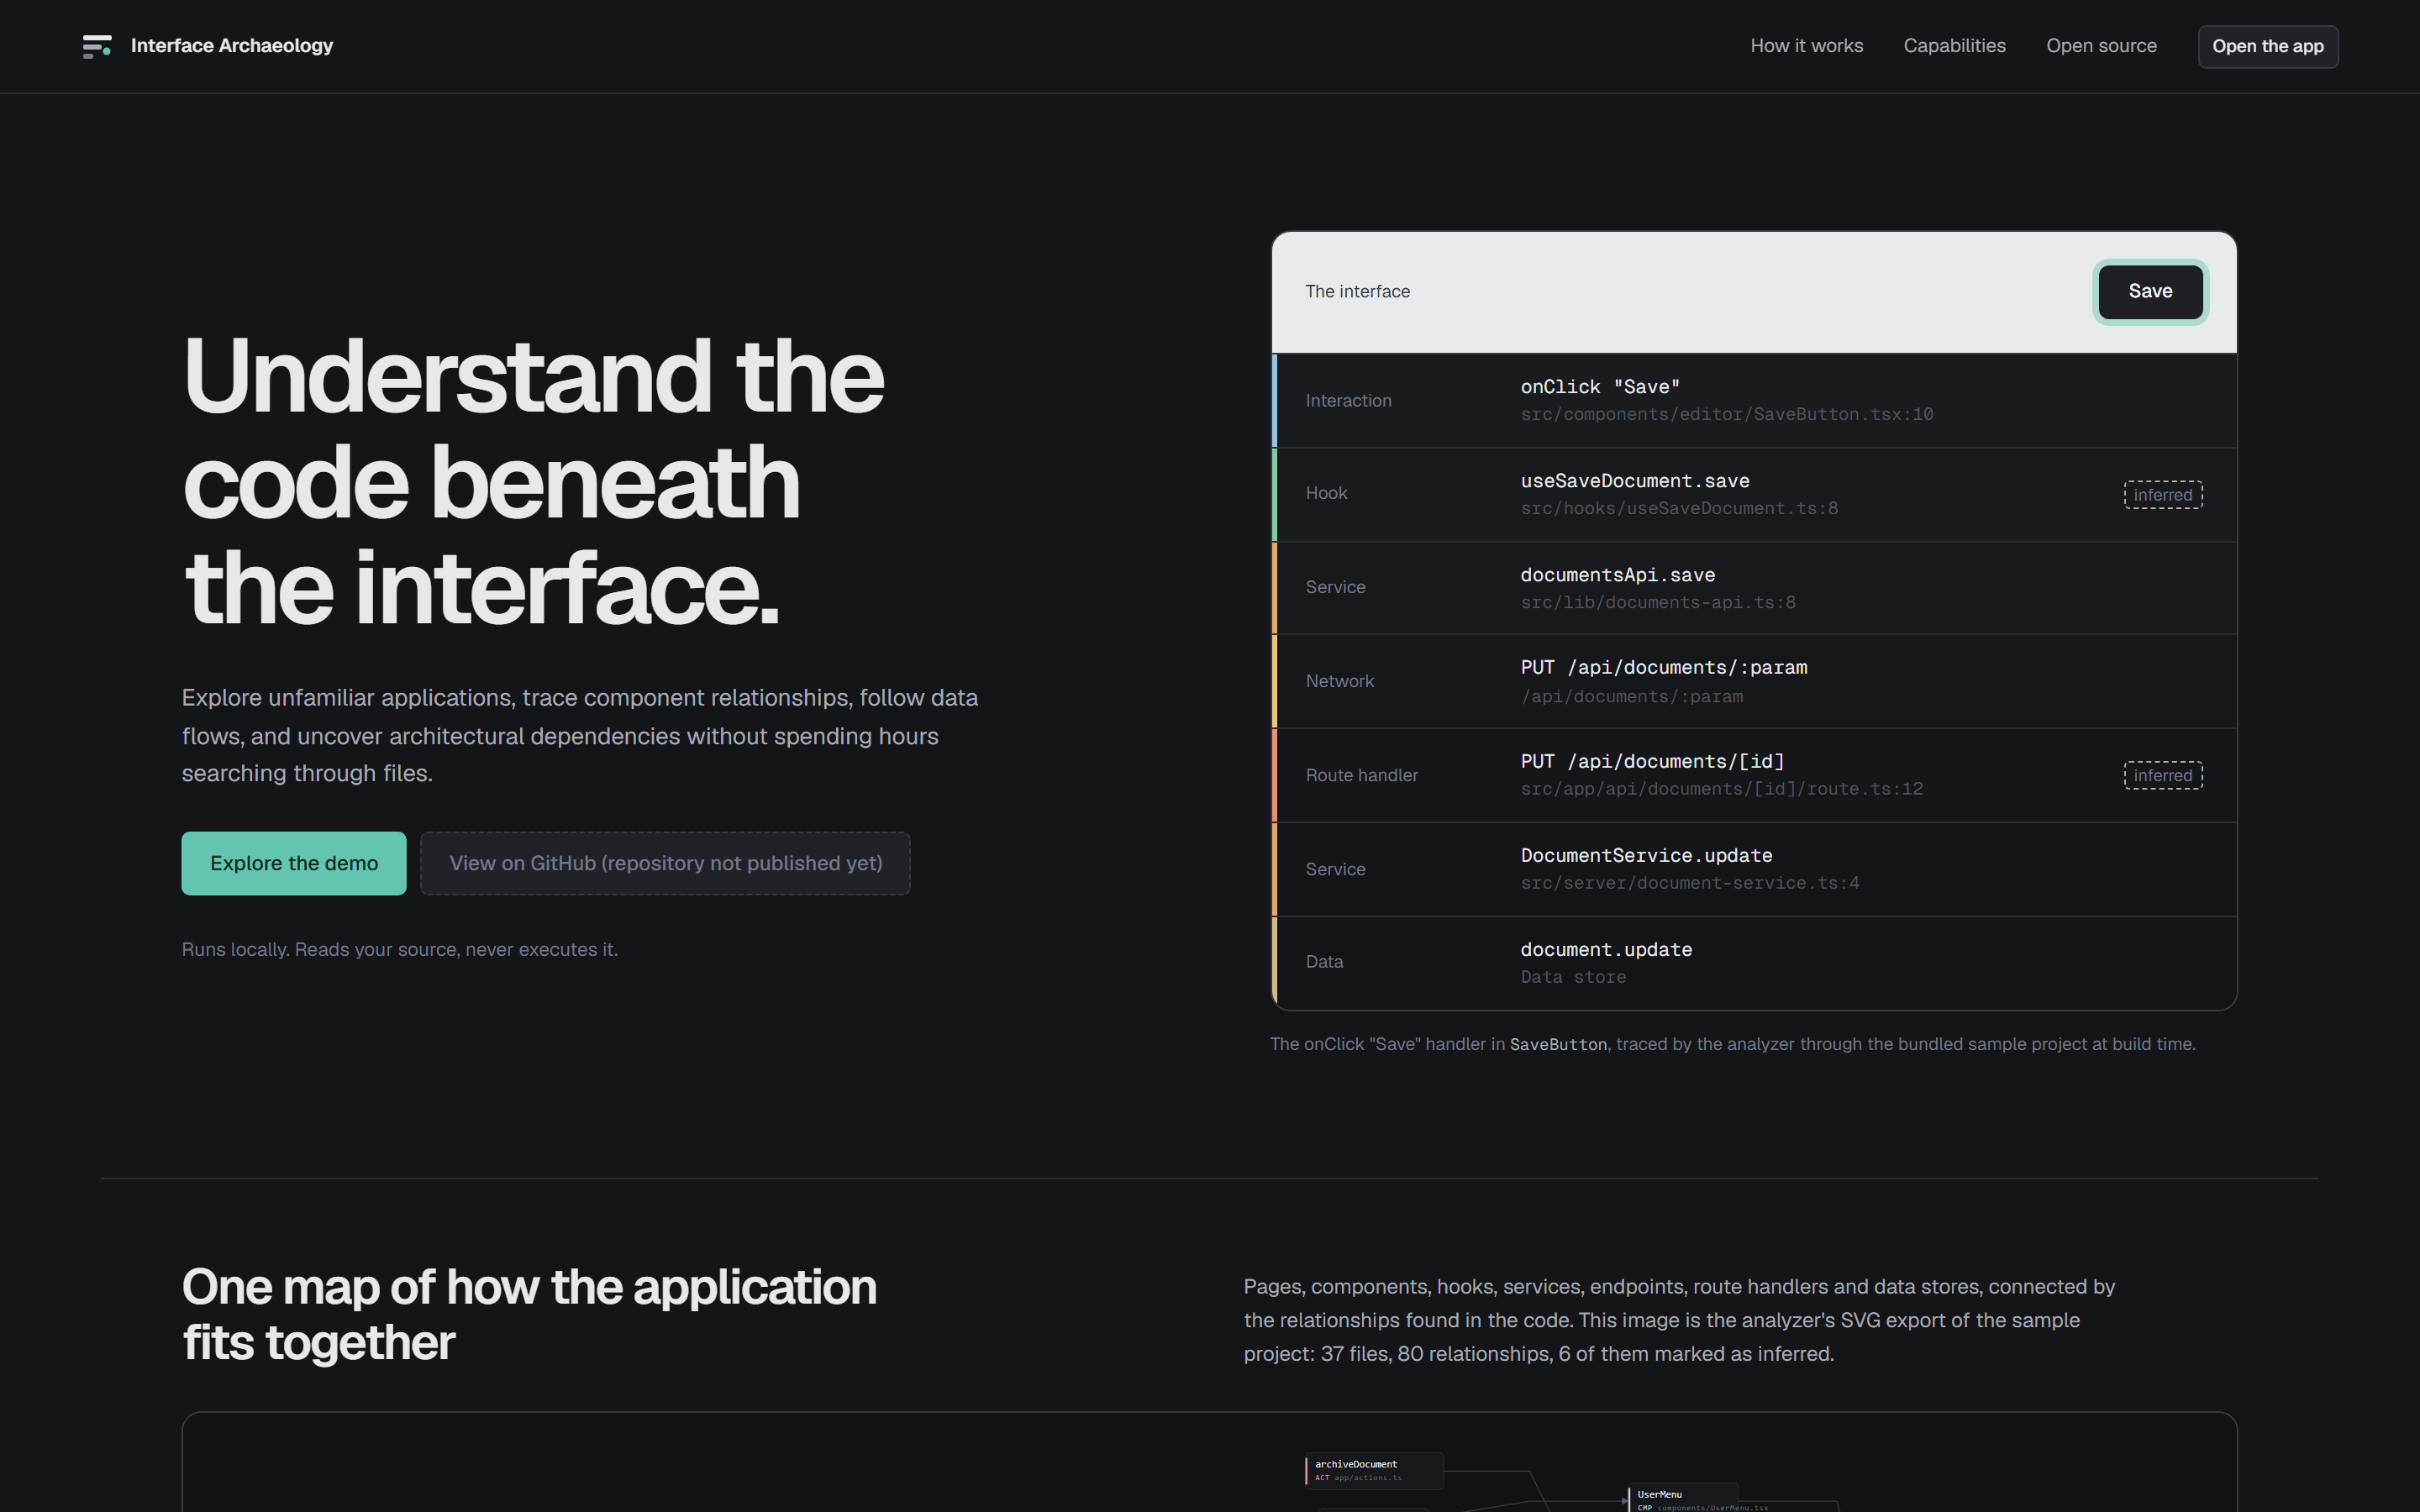 Interface Archaeology
How it works
Capabilities
Open source
Open the app
Understand the
code beneath
the interface.
Explore unfamiliar applications, trace component relationships, follow data
flows, and uncover architectural dependencies without spending hours
searching through files.
Explore the demo
View on GitHub (repository not published yet)
Runs locally. Reads your source, never executes it.
The interface
Save
Interaction
onClick "Save"
src/components/editor/SaveButton.tsx:10
Hook
useSaveDocument.save
src/hooks/useSaveDocument.ts:8
inferred
Service
documentsApi.save
src/lib/documents-api.ts:8
Network
PUT /api/documents/:param
/api/documents/:param
Route handler
PUT /api/documents/[id]
src/app/api/documents/[id]/route.ts:12
inferred
Service
DocumentService.update
src/server/document-service.ts:4
Data
document.update
Data store
The onClick "Save" handler in SaveButton, traced by the analyzer through the bundled sample project at build time.
One map of how the application
fits together
Pages, components, hooks, services, endpoints, route handlers and data stores, connected by
the relationships found in the code. This image is the analyzer's SVG export of the sample
project: 37 files, 80 relationships, 6 of them marked as inferred.
archiveDocument
ACT app/actions.ts
UserMenu
CMP components/UserMenu.tsx